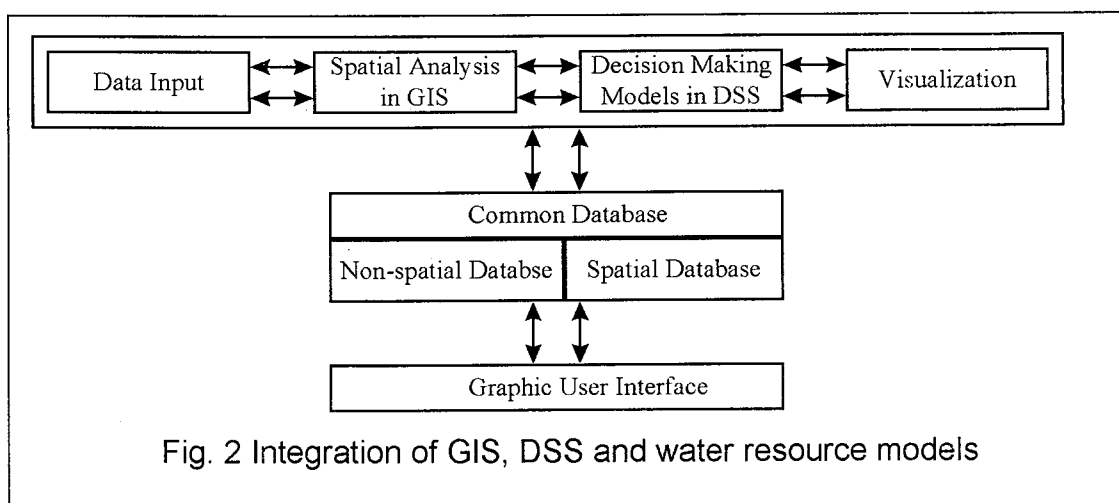 Data Input
Spatial Analysis
in GIS
Decision Making
Models in DSS
Visualization
Common Database
Non-spatial Databse
Spatial Database
Graphic User Interface
Fig. 2 Integration of GIS, DSS and water resource models